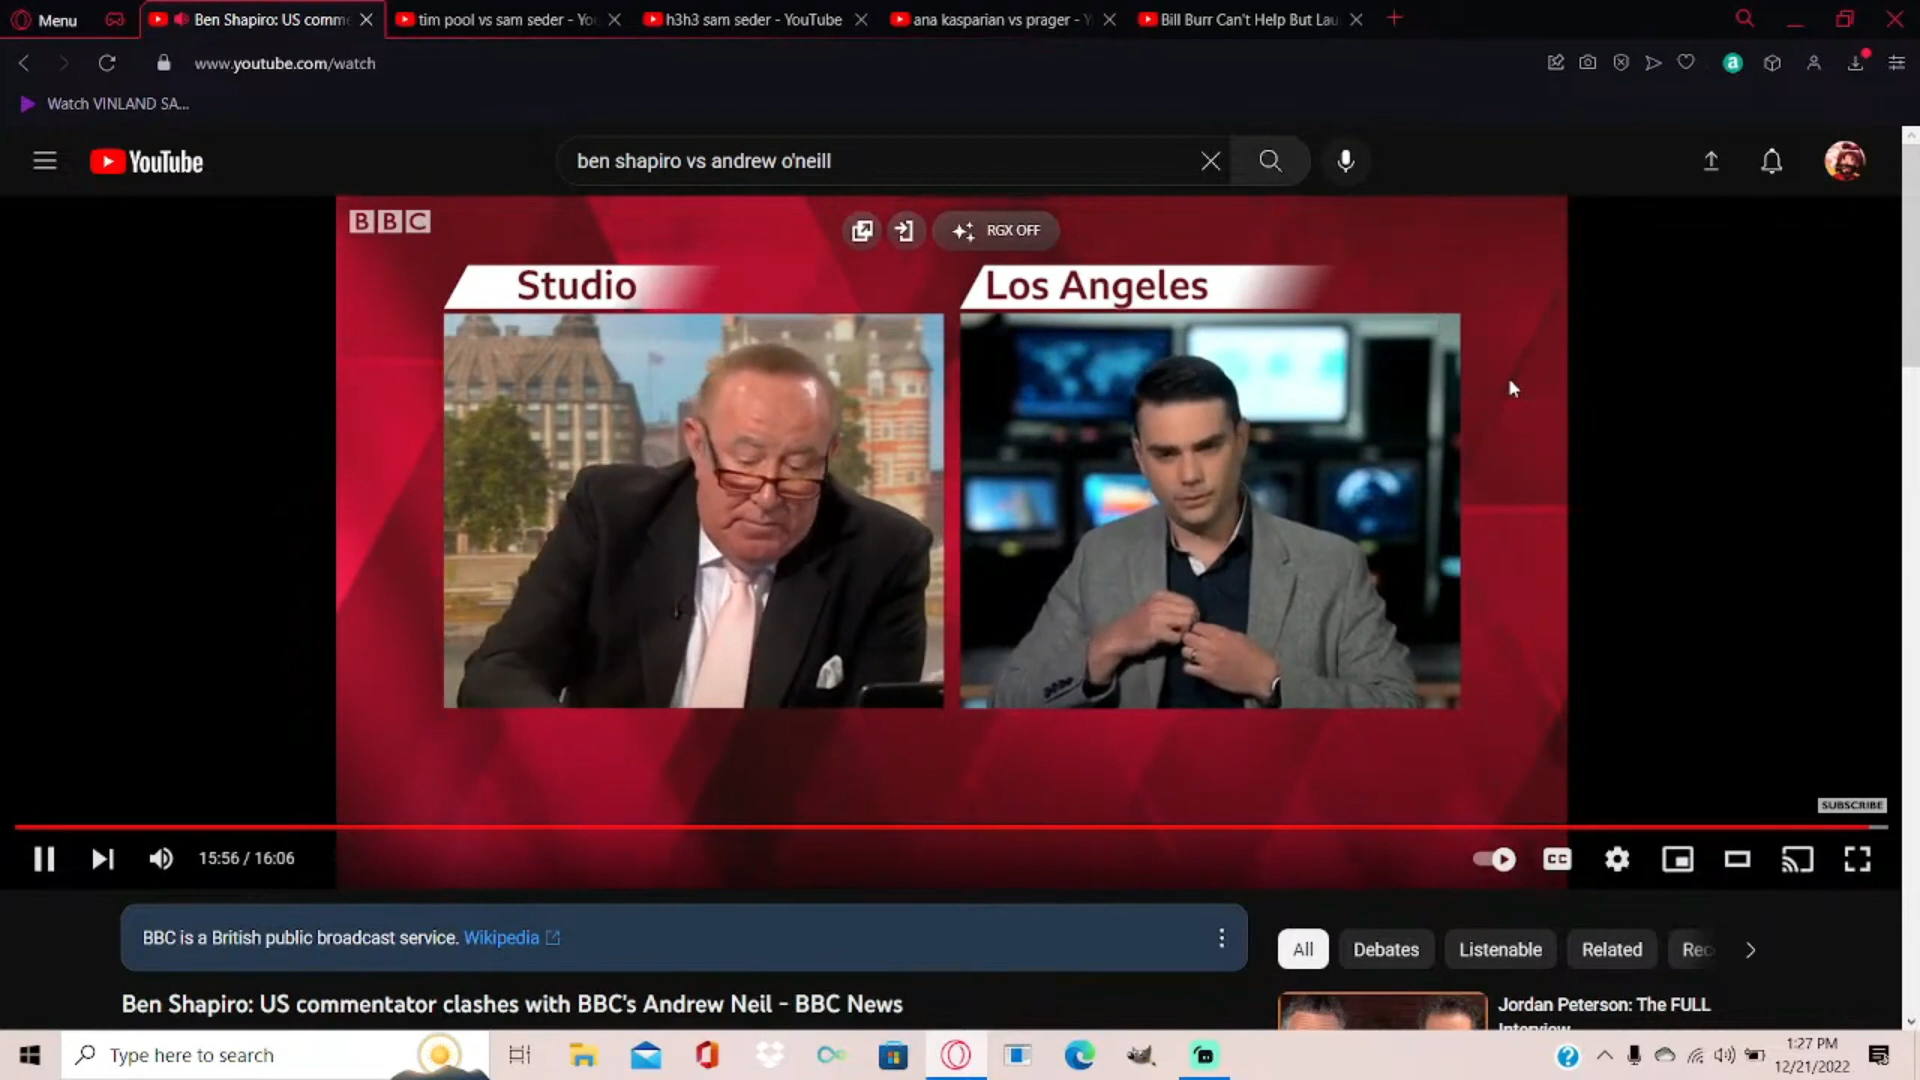 Menu
Ben Shapiro: US comme
tim pool vs sam seder - Yo
h3h3 sam seder - YouTube
ana kasparian vs prager - Y
Bill Burr Can't Help But Lau
www.youtube.com/watch
Watch VINLAND SA...
YouTube
ben shapiro vs andrew o'neill
BBC
RGX OFF
Studio
Los Angeles
SUBSCRIBE
15:56 / 16:06
CC
BBC is a British public broadcast service. Wikipedia
All
Debates
Listenable
Related
Rec
Ben Shapiro: US commentator clashes with BBC's Andrew Neil - BBC News
Jordan Peterson: The FULL
Interview
Type here to search
1:27 PM
12/21/2022